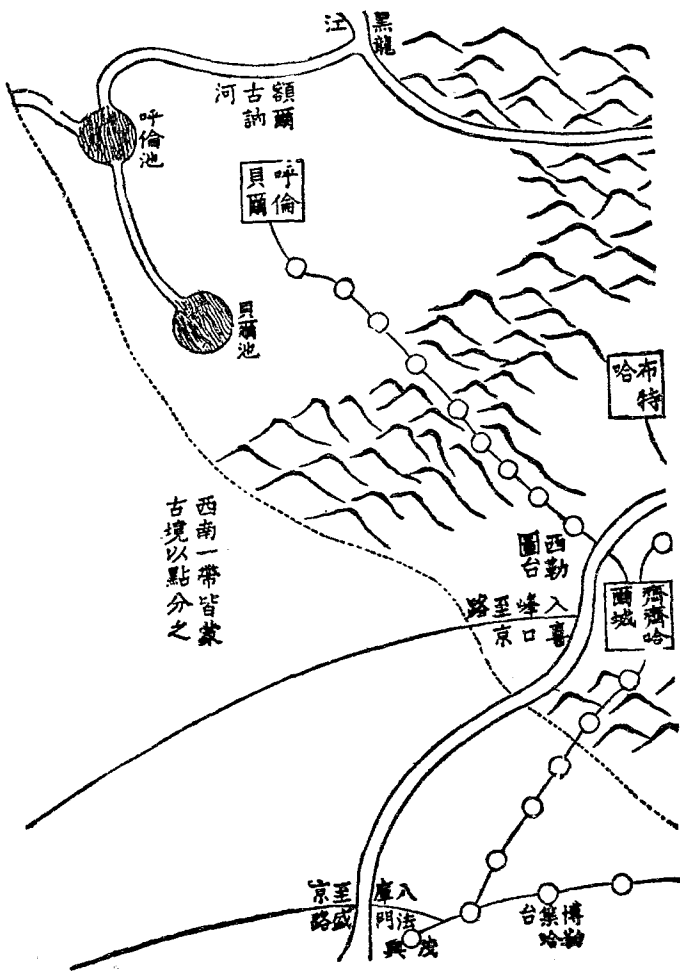 黑龍
江
額爾
古訥
河
呼倫池
呼倫
貝爾
貝爾池
布特
哈
西南一帶皆蒙
古境以點分之
西勒
圖台
入喜
峰口
至京
路
齊齊哈
爾城
入法
庫門
至盛
京路
博勒
集哈
台
茂興